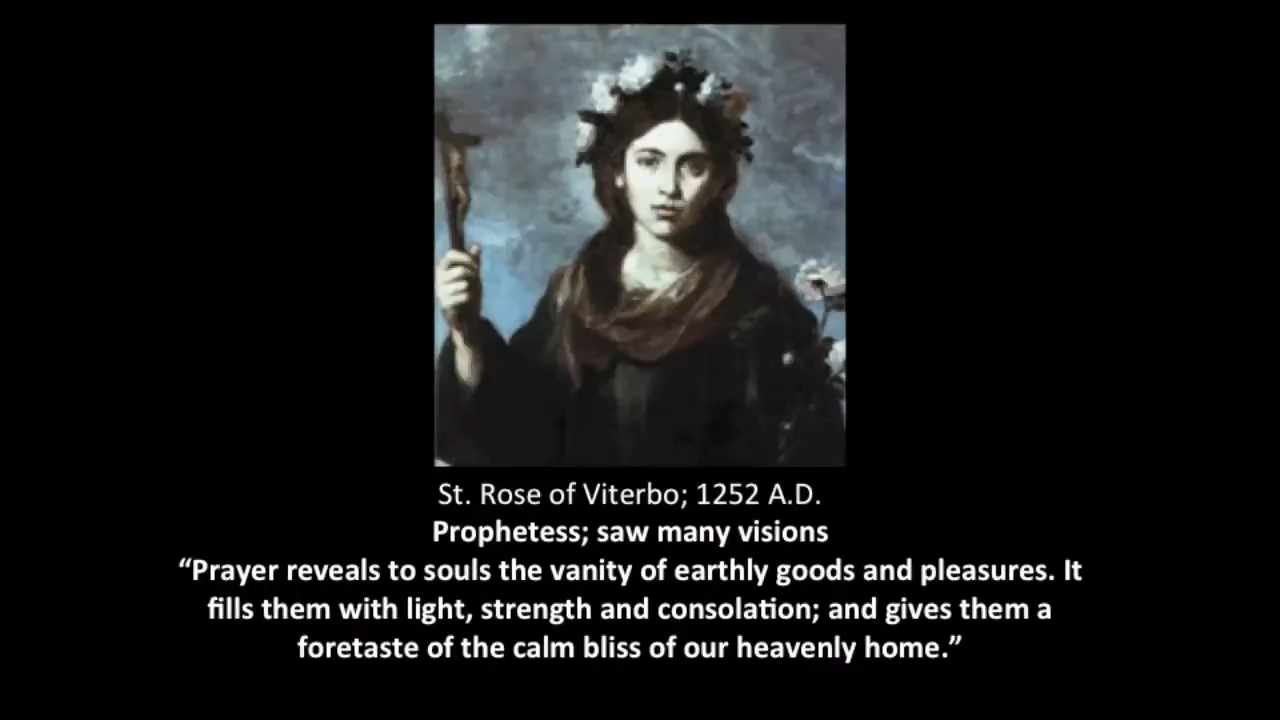 St. Rose of Viterbo; 1252 A.D.
Prophetess; saw many visions
“Prayer reveals to souls the vanity of earthly goods and pleasures. It
fills them with light, strength and consolation; and gives them a
foretaste of the calm bliss of our heavenly home.”